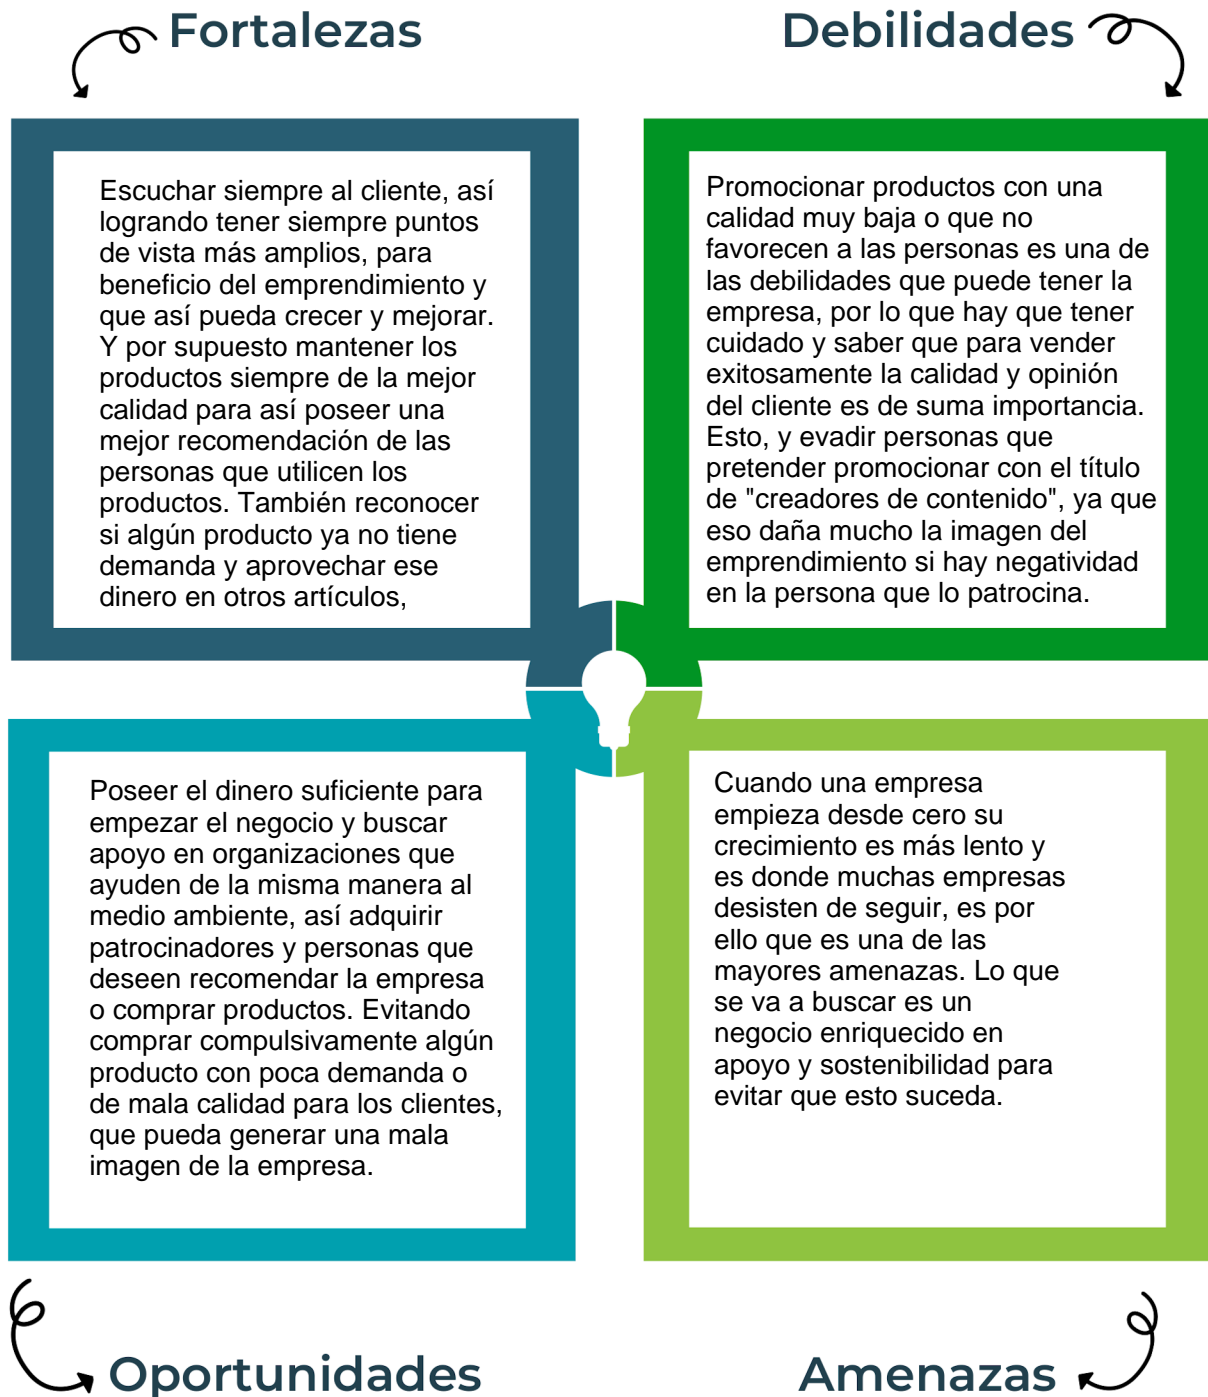 Fortalezas
Escuchar siempre al cliente, así
logrando tener siempre puntos
de vista más amplios, para
beneficio del emprendimiento y
que así pueda crecer y mejorar.
Y por supuesto mantener los
productos siempre de la mejor
calidad para así poseer una
mejor recomendación de las
personas que utilicen los
productos. También reconocer
si algún producto ya no tiene
demanda y aprovechar ese
dinero en otros artículos,
Debilidades
Promocionar productos con una
calidad muy baja o que no
favorecen a las personas es una de
las debilidades que puede tener la
empresa, por lo que hay que tener
cuidado y saber que para vender
exitosamente la calidad y opinión
del cliente es de suma importancia.
Esto, y evadir personas que
pretender promocionar con el título
de "creadores de contenido", ya que
eso daña mucho la imagen del
emprendimiento si hay negatividad
en la persona que lo patrocina.
Poseer el dinero suficiente para
empezar el negocio y buscar
apoyo en organizaciones que
ayuden de la misma manera al
medio ambiente, así adquirir
patrocinadores y personas que
deseen recomendar la empresa
o comprar productos. Evitando
comprar compulsivamente algún
producto con poca demanda o
de mala calidad para los clientes,
que pueda generar una mala
imagen de la empresa.
Oportunidades
Cuando una empresa
empieza desde cero su
crecimiento es más lento y
es donde muchas empresas
desisten de seguir, es por
ello que es una de las
mayores amenazas. Lo que
se va a buscar es un
negocio enriquecido en
apoyo y sostenibilidad para
evitar que esto suceda.
Amenazas